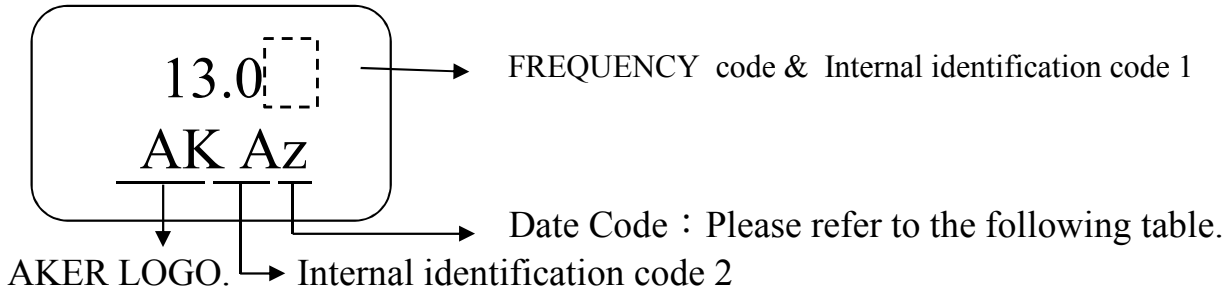 13.0
FREQUENCY code & Internal identification code 1
AK Az
Date Code：Please refer to the following table.
AKER LOGO.
Internal identification code 2